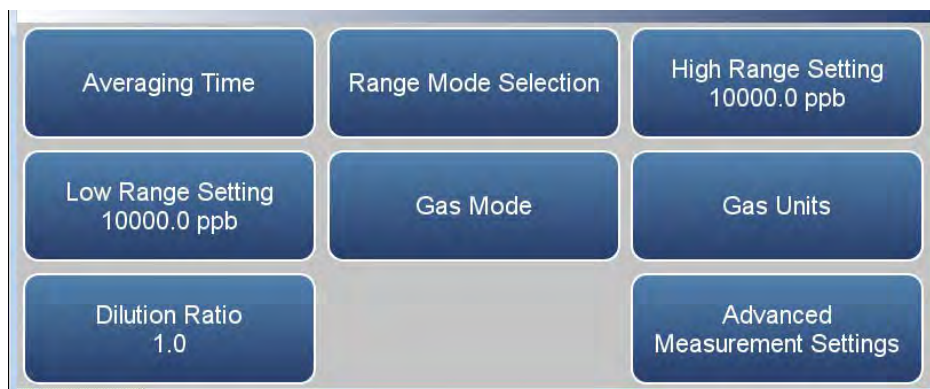 Averaging Time
Range Mode Selection
High Range Setting
10000.0 ppb
Low Range Setting
10000.0 ppb
Gas Mode
Gas Units
Dilution Ratio
1.0
Advanced
Measurement Settings